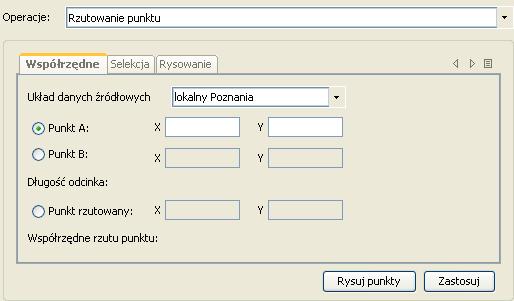 Operacje: Rzutowanie punktu
Współrzędne Selekcja Rysowanie
Układ danych źródłowych lokalny Poznania
Punkt A: X Y
Punkt B: X Y
Długość odcinka:
Punkt rzutowany: X Y
Współrzędne rzutu punktu:
Rysuj punkty Zastosuj